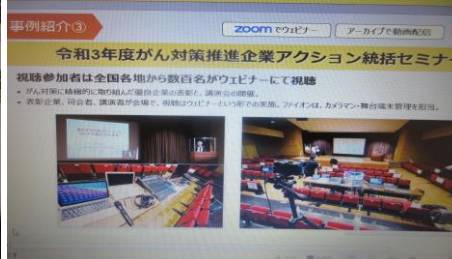 事例紹介③
zoomでウェビナー
アーカイブで動画配信
令和3年度がん対策推進企業アクション統括セミナ
視聴参加者は全国各地から数百名がウェビナーにて視聴
がん対策に積極的に取り組んだ優良企業の表彰と、講演会の開催。
表彰企業、司会者、講演者が会場で、視聴はウェビナーという形での実施。ファイオンは、カメラマン・舞台端末管理を担当。